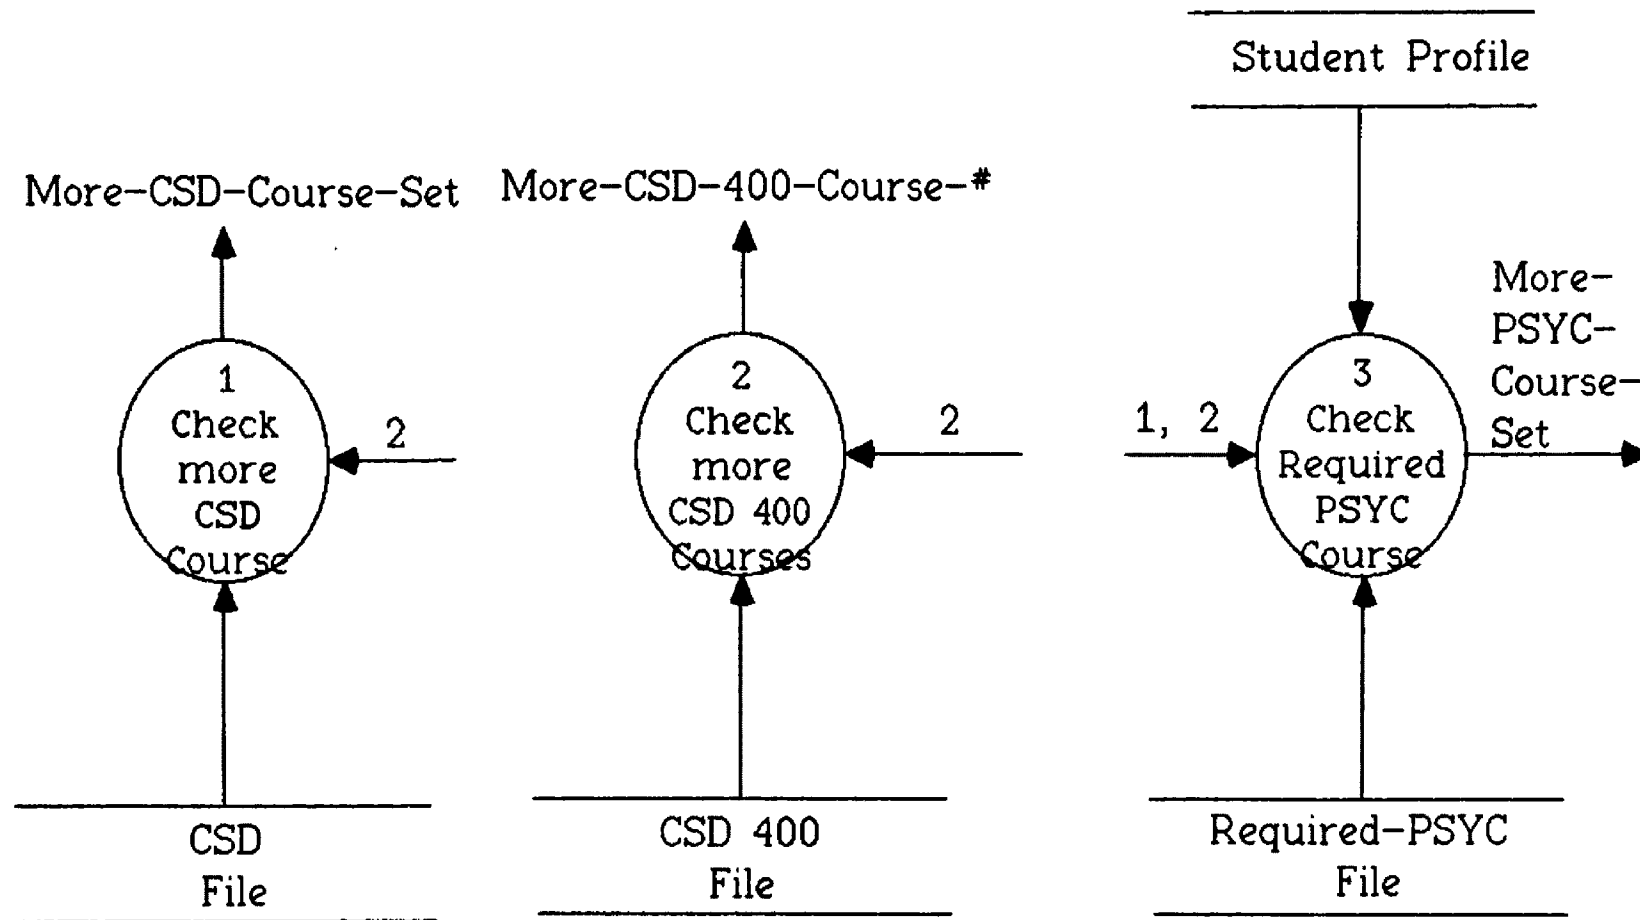 Student Profile
More-CSD-Course-Set
More-CSD-400-Course-#
More-
PSYC-
Course-
Set
1
Check
more
CSD
Course
2
2
Check
more
CSD 400
Courses
2
1, 2
3
Check
Required
PSYC
Course
CSD
File
CSD 400
File
Required-PSYC
File